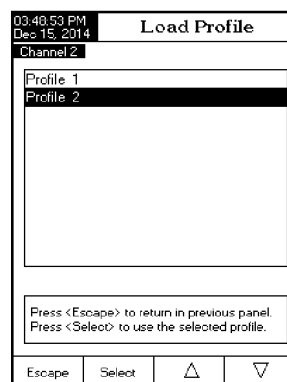 03:48:53 PM
Dec 15, 2014
Load Profile
Channel 2
Profile 1
Profile 2
Press <Escape> to return in previous panel.
Press <Select> to use the selected profile.
Escape
Select